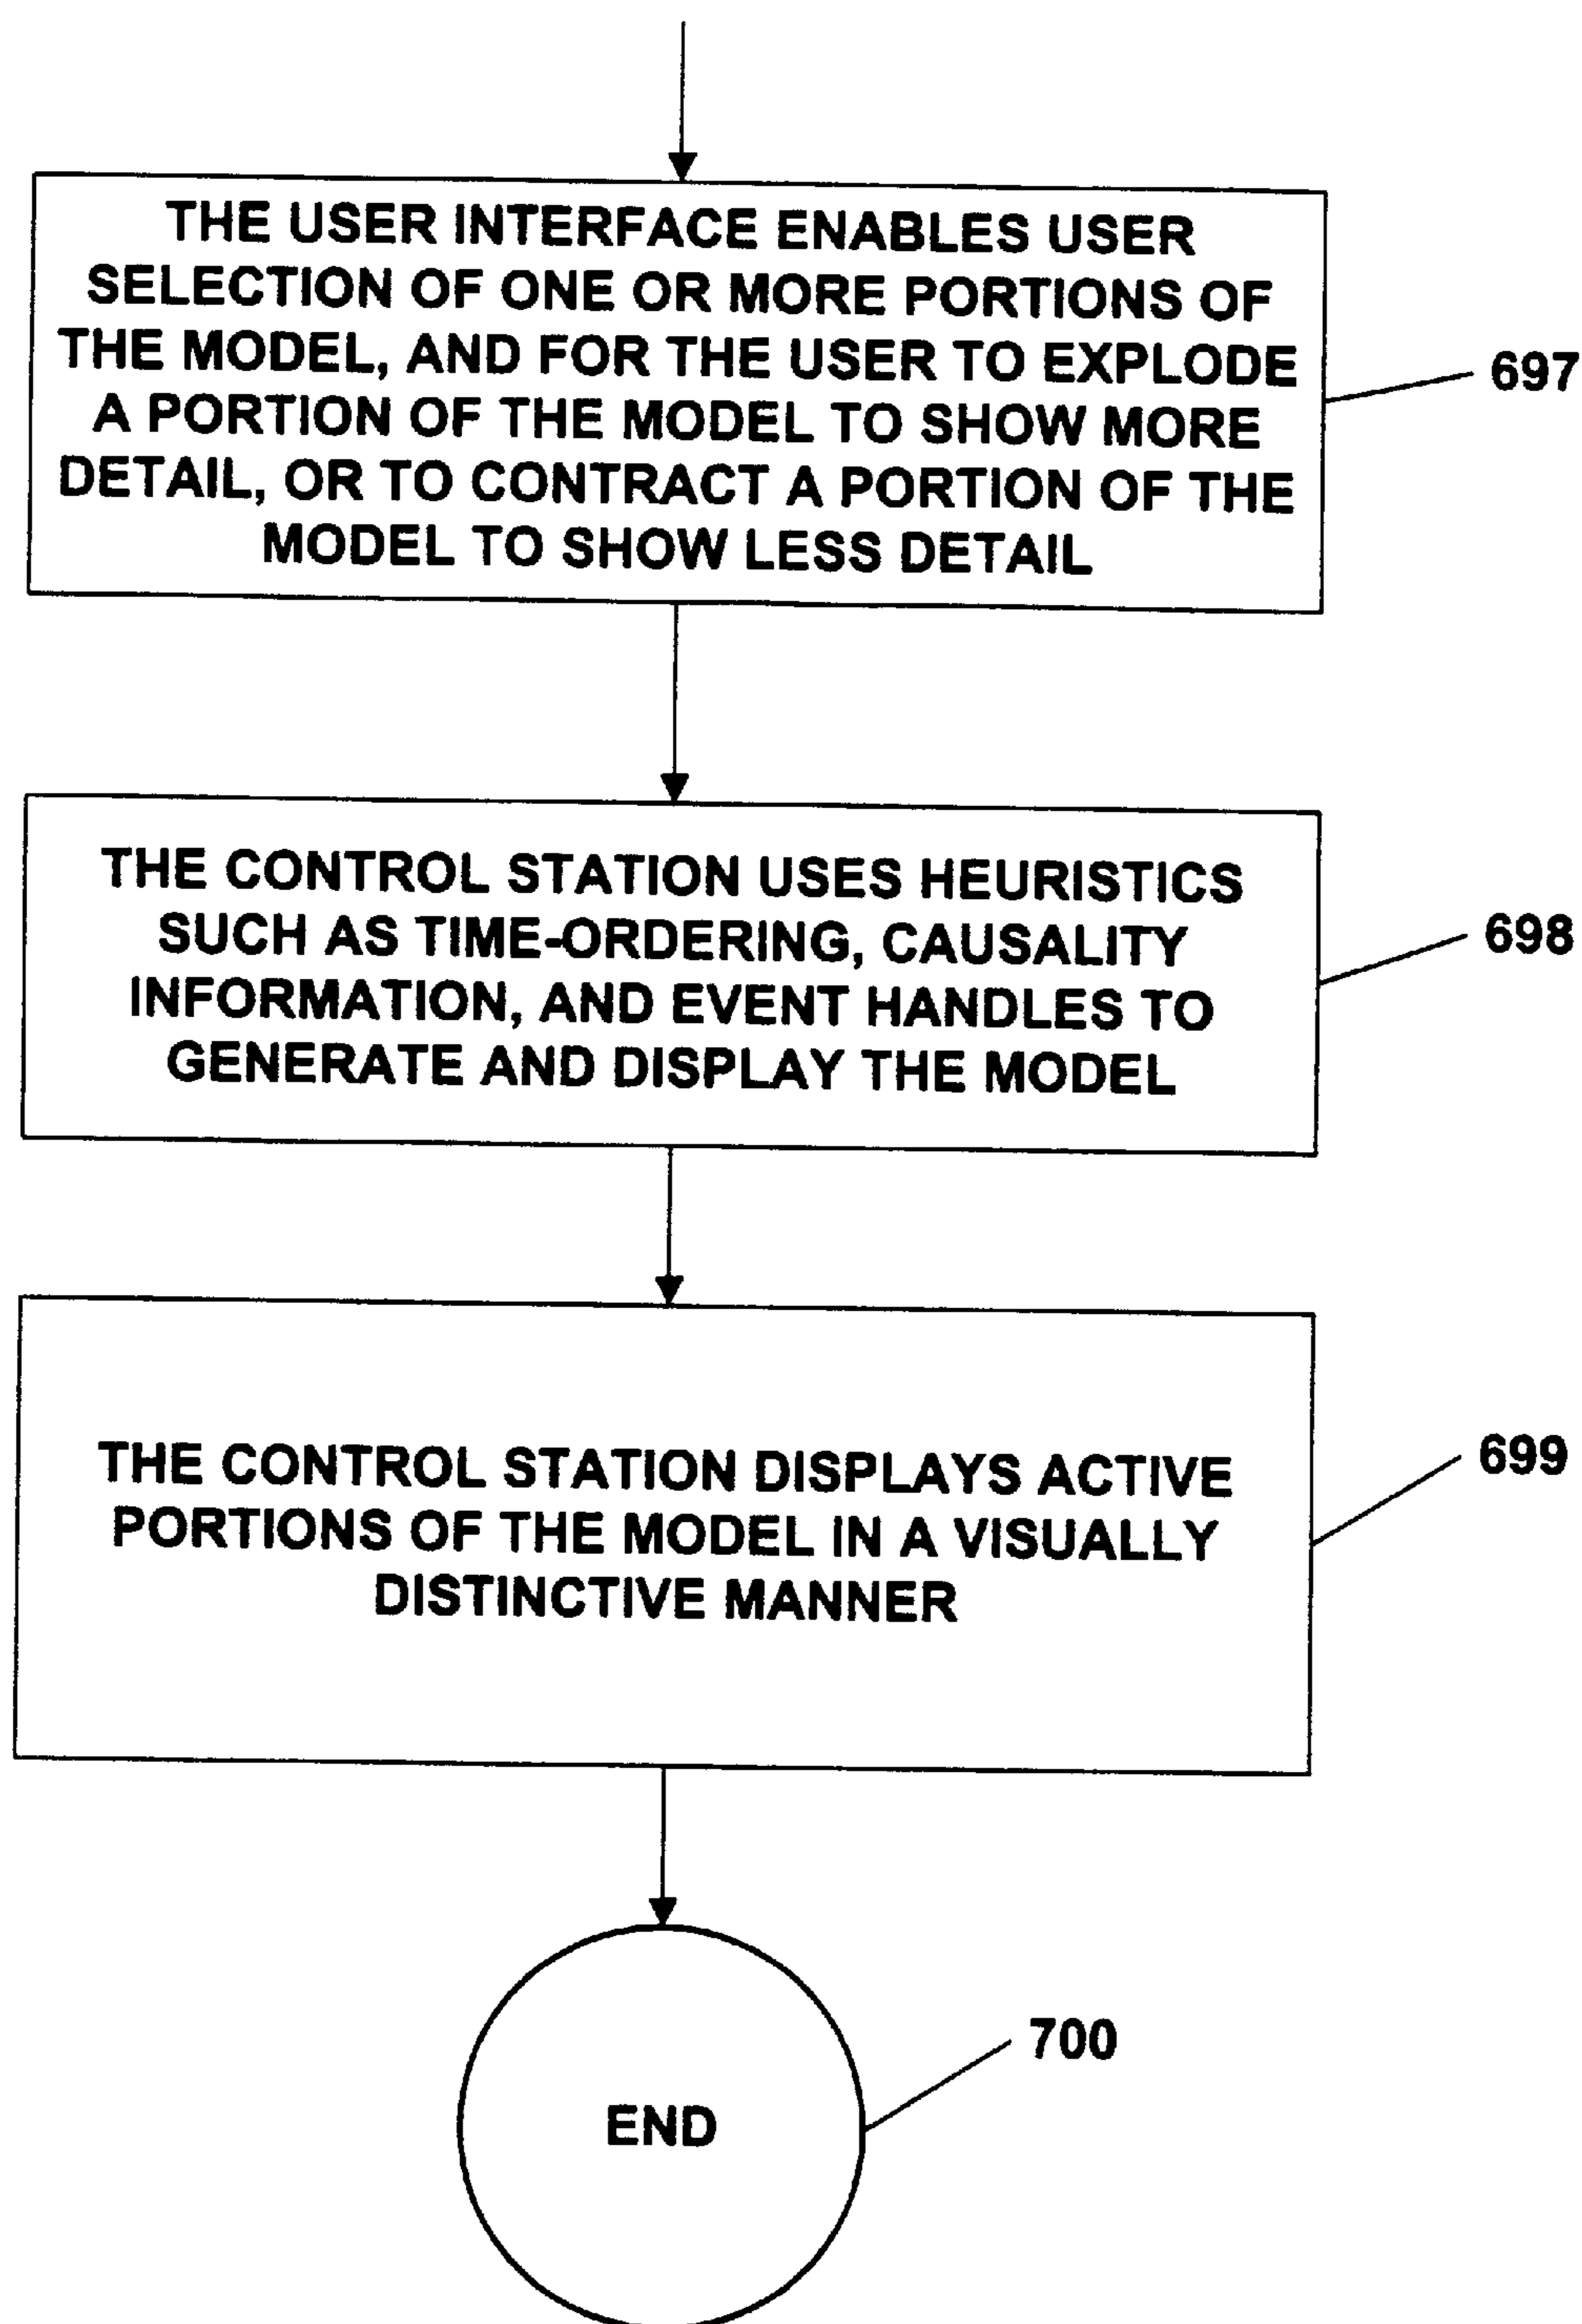 THE USER INTERFACE ENABLES USER
SELECTION OF ONE OR MORE PORTIONS OF
THE MODEL, AND FOR THE USER TO EXPLODE
A PORTION OF THE MODEL TO SHOW MORE
DETAIL, OR TO CONTRACT A PORTION OF THE
MODEL TO SHOW LESS DETAIL
697
THE CONTROL STATION USES HEURISTICS
SUCH AS TIME-ORDERING, CAUSALITY
INFORMATION, AND EVENT HANDLES TO
GENERATE AND DISPLAY THE MODEL
698
THE CONTROL STATION DISPLAYS ACTIVE
PORTIONS OF THE MODEL IN A VISUALLY
DISTINCTIVE MANNER
699
END
700